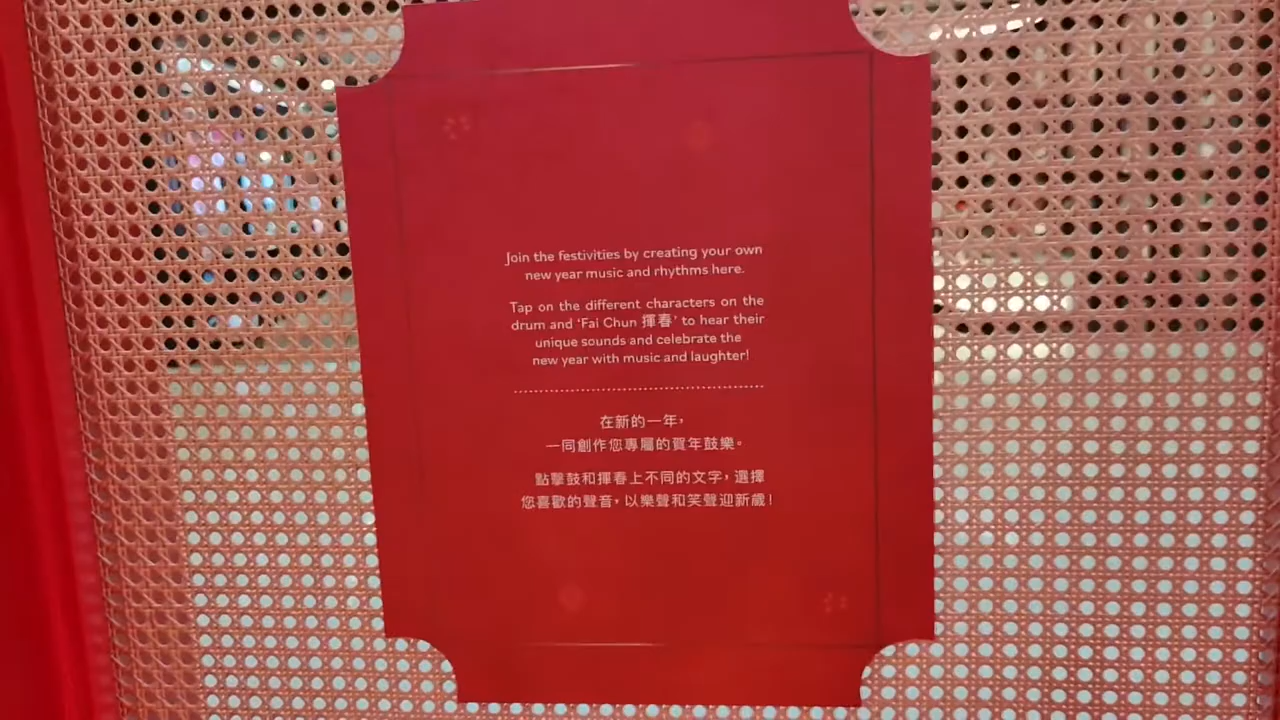 Join the festivities by creating your own
new year music and rhythms here.
Tap on the different characters on the
drum and ‘Fai Chun 揮春’ to hear their
unique sounds and celebrate the
new year with music and laughter!
在新的一年，
一同創作您專屬的賀年鼓樂。
點擊鼓和揮春上不同的文字，選擇
您喜歡的聲音，以樂聲和笑聲迎新歲！